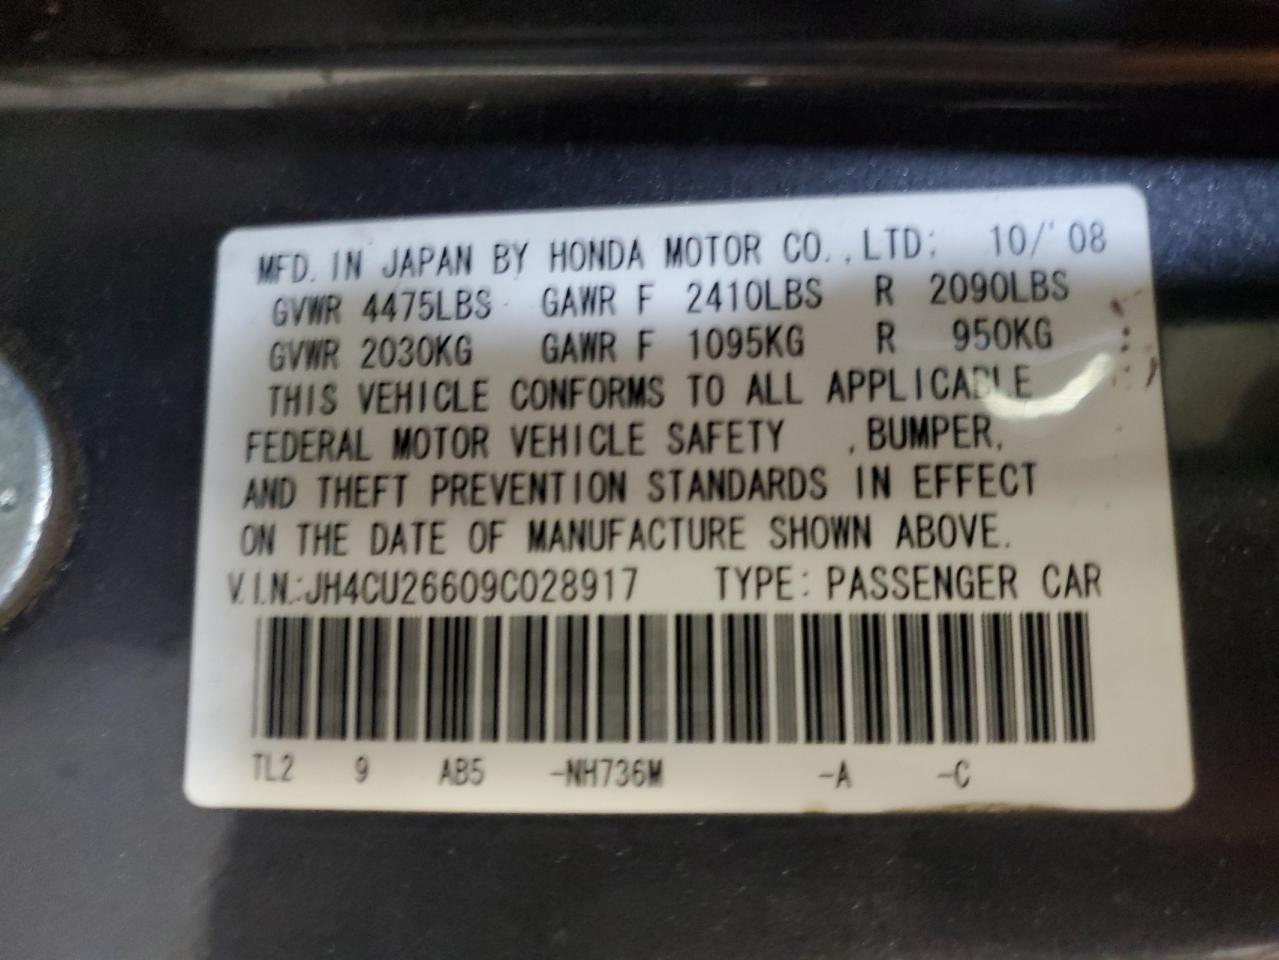 MFD. IN JAPAN BY HONDA MOTOR CO., LTD: 10/'08
GVWR 4475LBS GAWR F 2410LBS R 2090LBS
GVWR 2030KG GAWR F 1095KG R 950KG
THIS VEHICLE CONFORMS TO ALL APPLICABLE
FEDERAL MOTOR VEHICLE SAFETY , BUMPER,
AND THEFT PREVENTION STANDARDS IN EFFECT
ON THE DATE OF MANUFACTURE SHOWN ABOVE.
V.I.N.:JH4CU26609C028917 TYPE: PASSENGER CAR
TL2 9 AB5 -NH736M -A -C